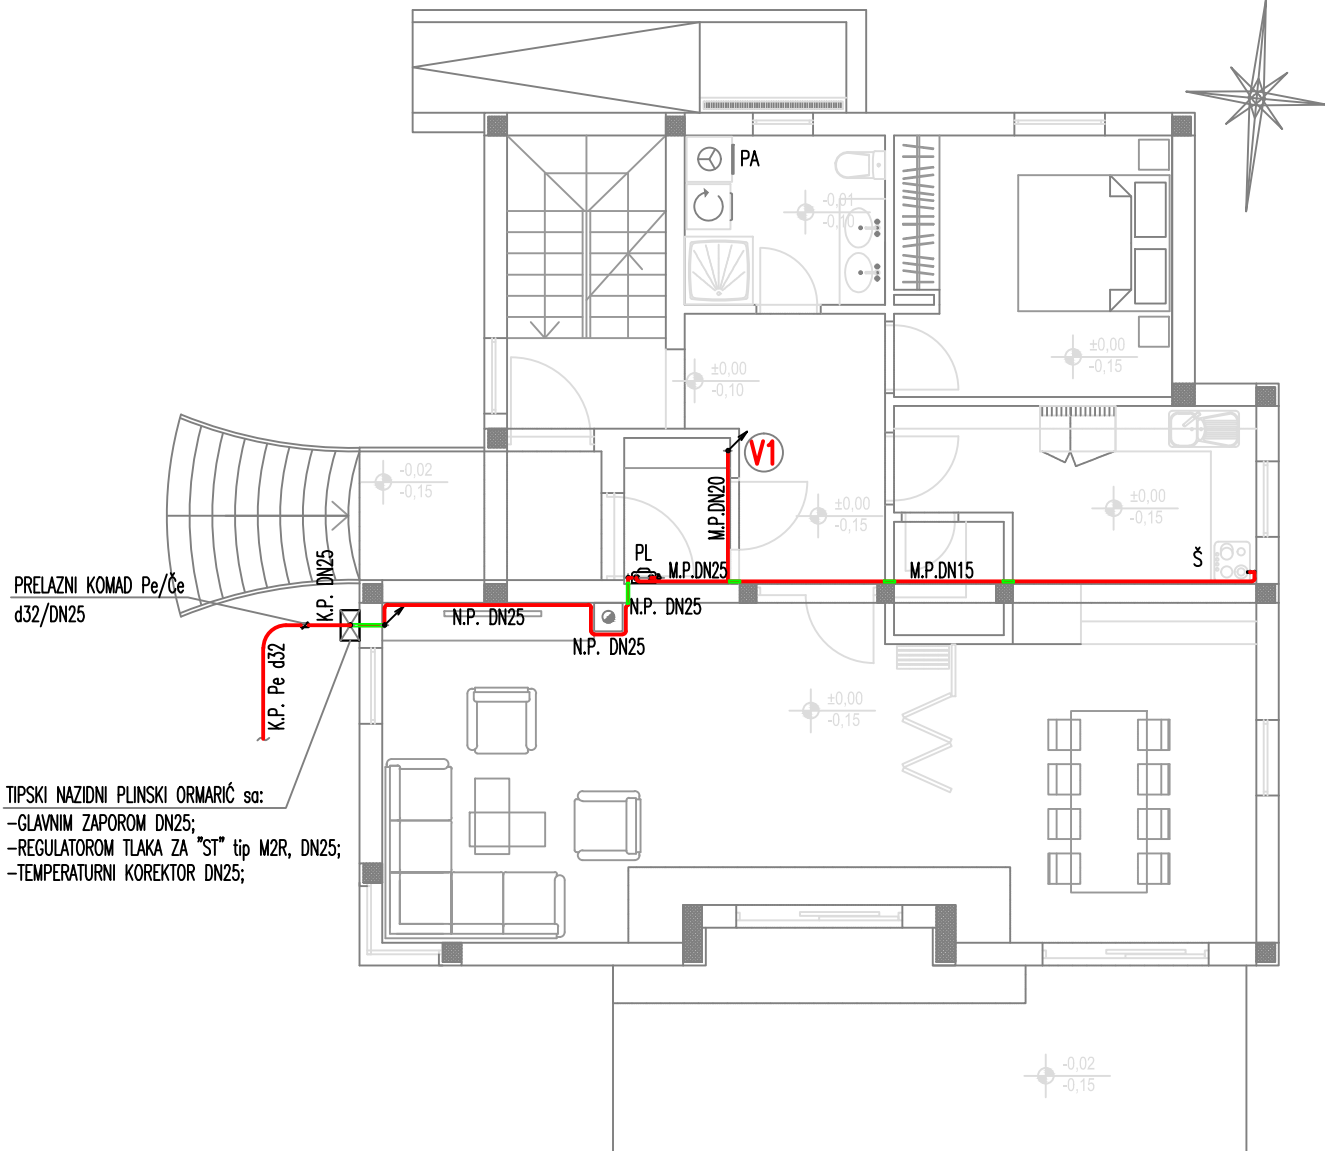 PA
-0,01
-0,10
±0,00
-0,15
±0,00
-0,10
V1
-0,02
-0,15
M.P.DN20
±0,00
-0,15
±0,00
-0,15
K.P. DN25
PL
M.P.DN25
M.P.DN15
Š
PRELAZNI KOMAD Pe/Če
d32/DN25
N.P. DN25
N.P. DN25
N.P. DN25
K.P. Pe d32
±0,00
-0,15
TIPSKI NAZIDNI PLINSKI ORMARIĆ sa:
-GLAVNIM ZAPOROM DN25;
-REGULATOROM TLAKA ZA "ST" tip M2R, DN25;
-TEMPERATURNI KOREKTOR DN25;
-0,02
-0,15